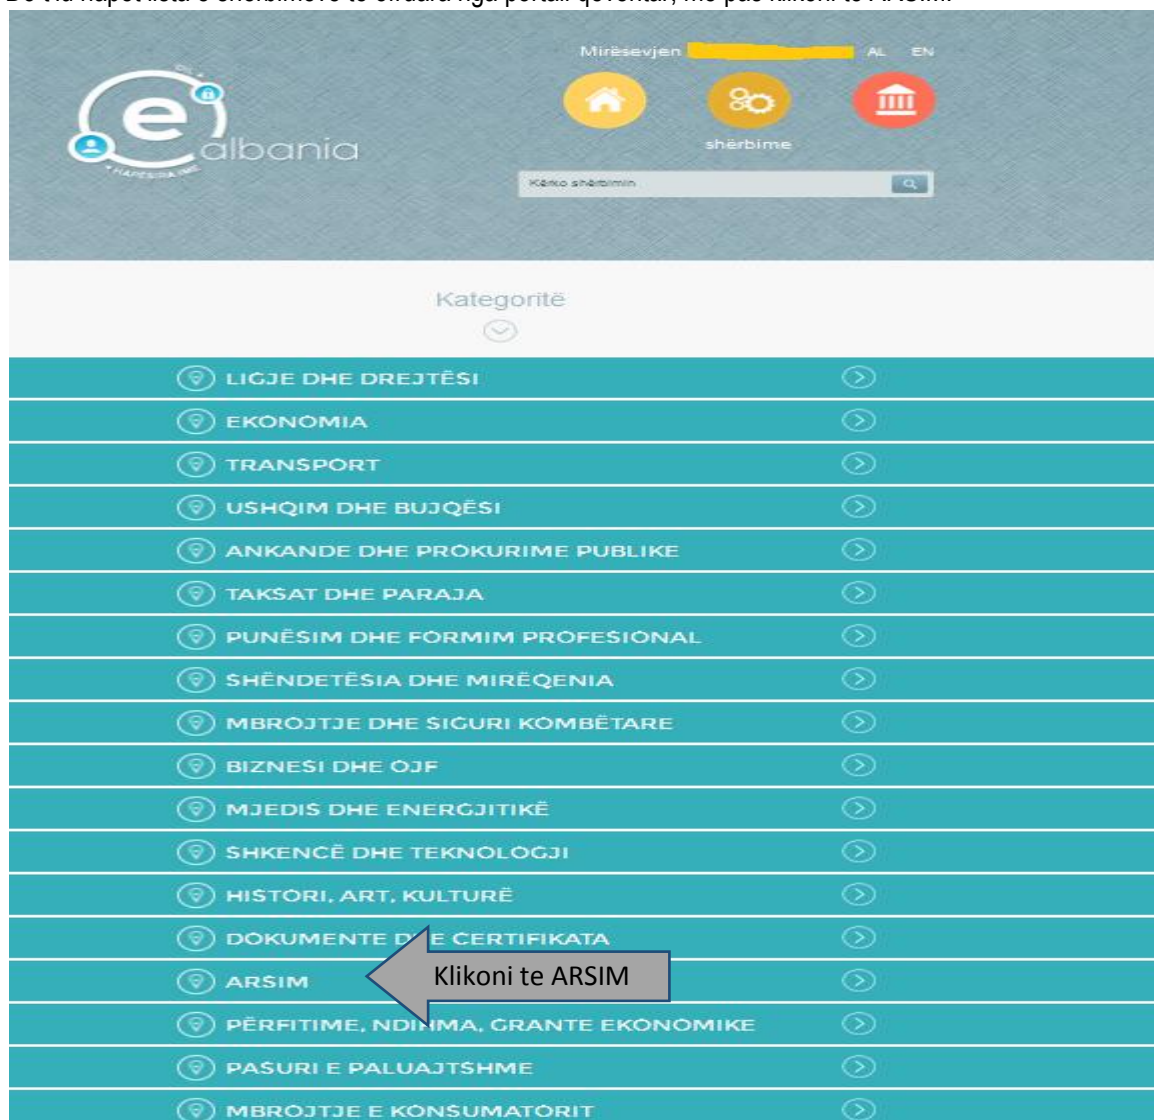 Mirësevjen AL EN
e
albania
HAPËSIRA IME
shërbime
Kërko shërbimin
Kategoritë
LIGJE DHE DREJTËSI
EKONOMIA
TRANSPORT
USHQIM DHE BUJQËSI
ANKANDE DHE PROKURIME PUBLIKE
TAKSAT DHE PARAJA
PUNËSIM DHE FORMIM PROFESIONAL
SHËNDETËSIA DHE MIRËQENIA
MBROJTJE DHE SIGURI KOMBËTARE
BIZNESI DHE OJF
MJEDIS DHE ENERGJITIKË
SHKENCË DHE TEKNOLOGJI
HISTORI, ART, KULTURË
DOKUMENTE DHE CERTIFIKATA
ARSIM Klikoni te ARSIM
PËRFITIME, NDIHMA, GRANTE EKONOMIKE
PASURI E PALUAJTSHME
MBROJTJE E KONSUMATORIT